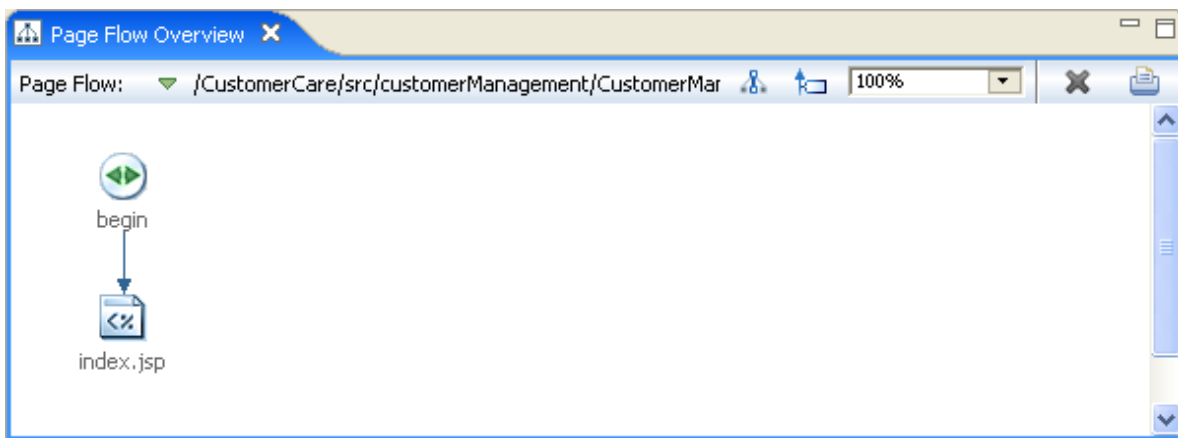 Page Flow Overview
Page Flow: /CustomerCare/src/customerManagement/CustomerMar 100%
begin
<%
index.jsp